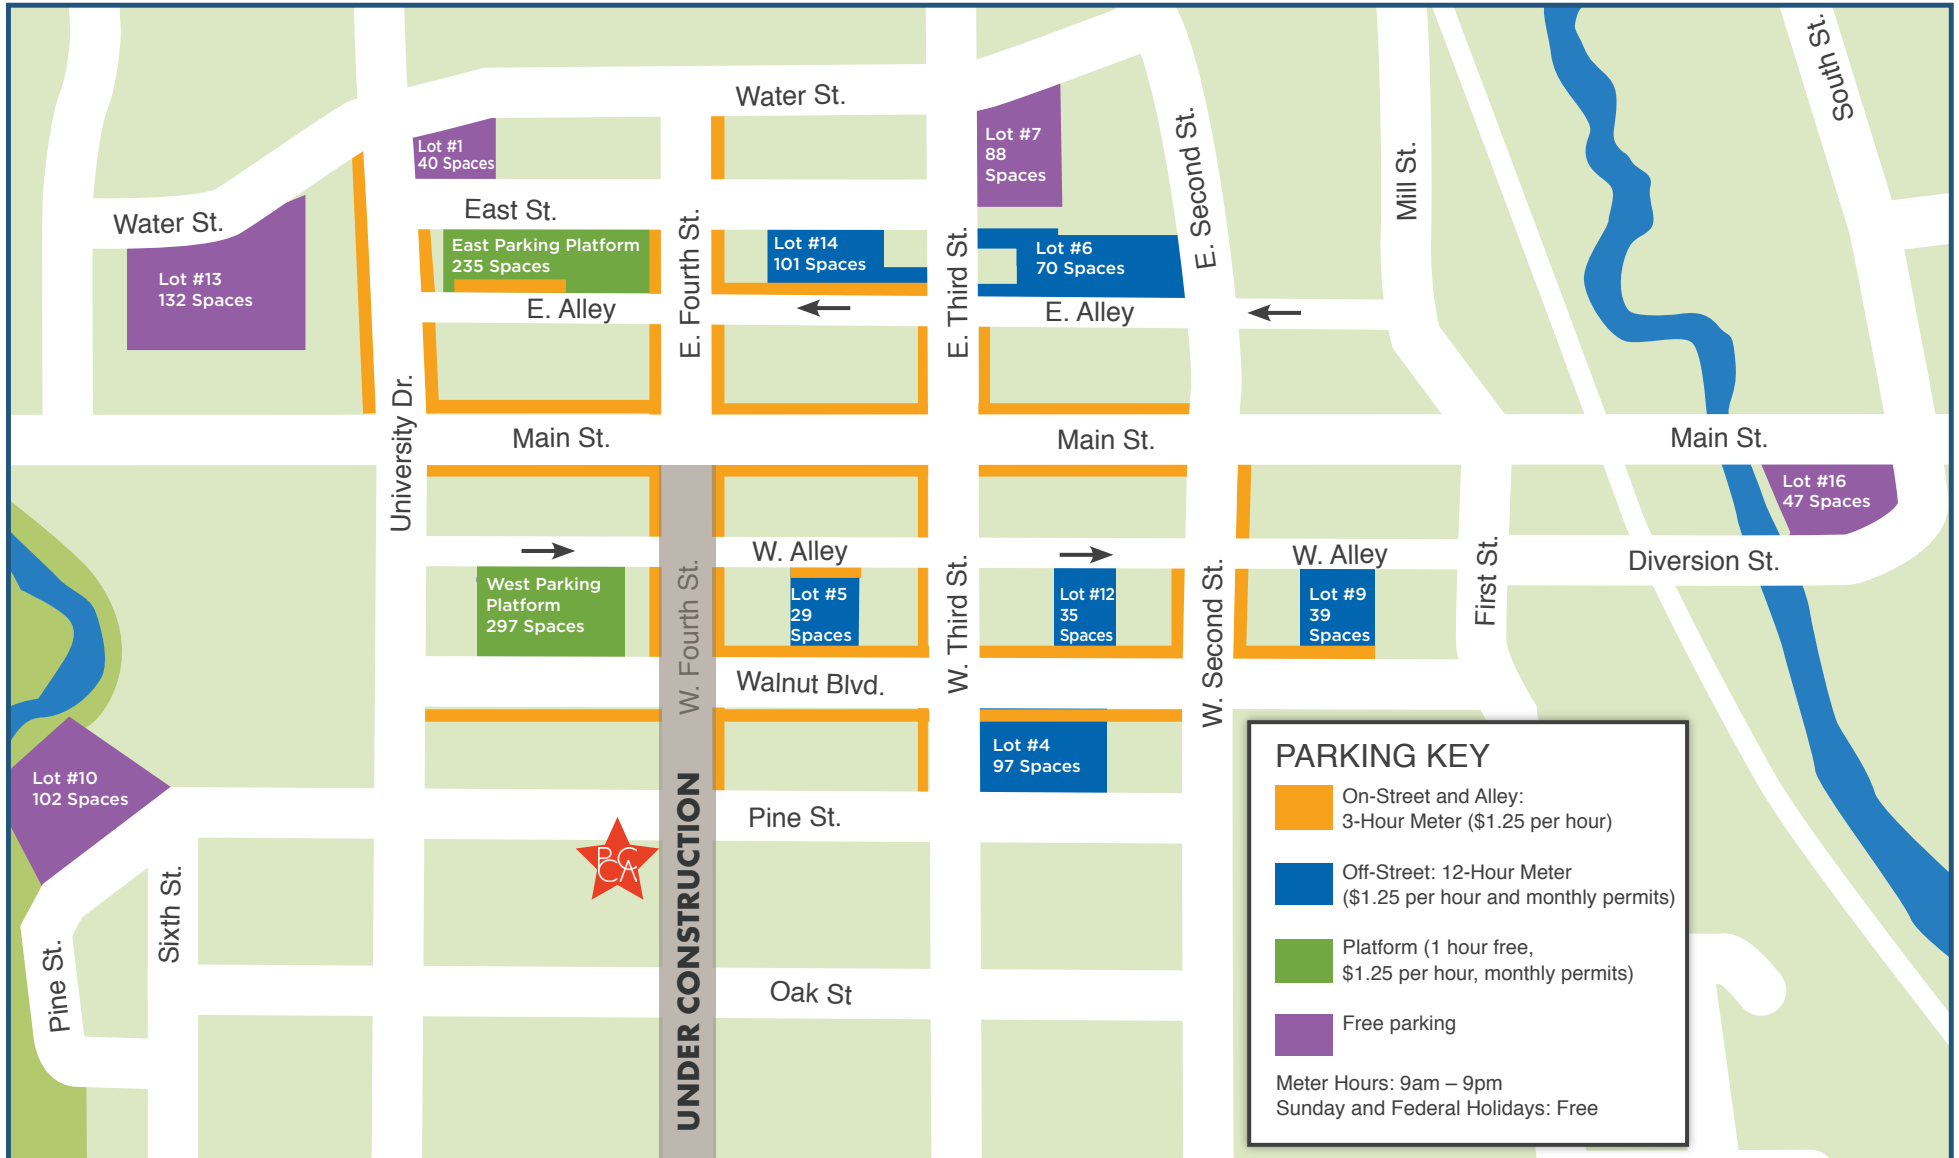 South St.
Water St.
Lot #1
40 Spaces
Lot #7
88
Spaces
E. Second St.
Mill St.
Water St.
East St.
E. Fourth St.
E. Third St.
East Parking Platform
235 Spaces
Lot #14
101 Spaces
Lot #6
70 Spaces
Lot #13
132 Spaces
E. Alley
E. Alley
University Dr.
Main St.
Main St.
Main St.
Lot #16
47 Spaces
W. Alley
W. Alley
Diversion St.
West Parking
Platform
297 Spaces
W. Fourth St.
Lot #5
29
Spaces
W. Third St.
Lot #12
35
Spaces
W. Second St.
Lot #9
39
Spaces
First St.
Walnut Blvd.
Lot #4
97 Spaces
Lot #10
102 Spaces
UNDER CONSTRUCTION
Pine St.
BC
CA
Sixth St.
Pine St.
Oak St
PARKING KEY
On-Street and Alley:
3-Hour Meter ($1.25 per hour)
Off-Street: 12-Hour Meter
($1.25 per hour and monthly permits)
Platform (1 hour free,
$1.25 per hour, monthly permits)
Free parking
Meter Hours: 9am – 9pm
Sunday and Federal Holidays: Free